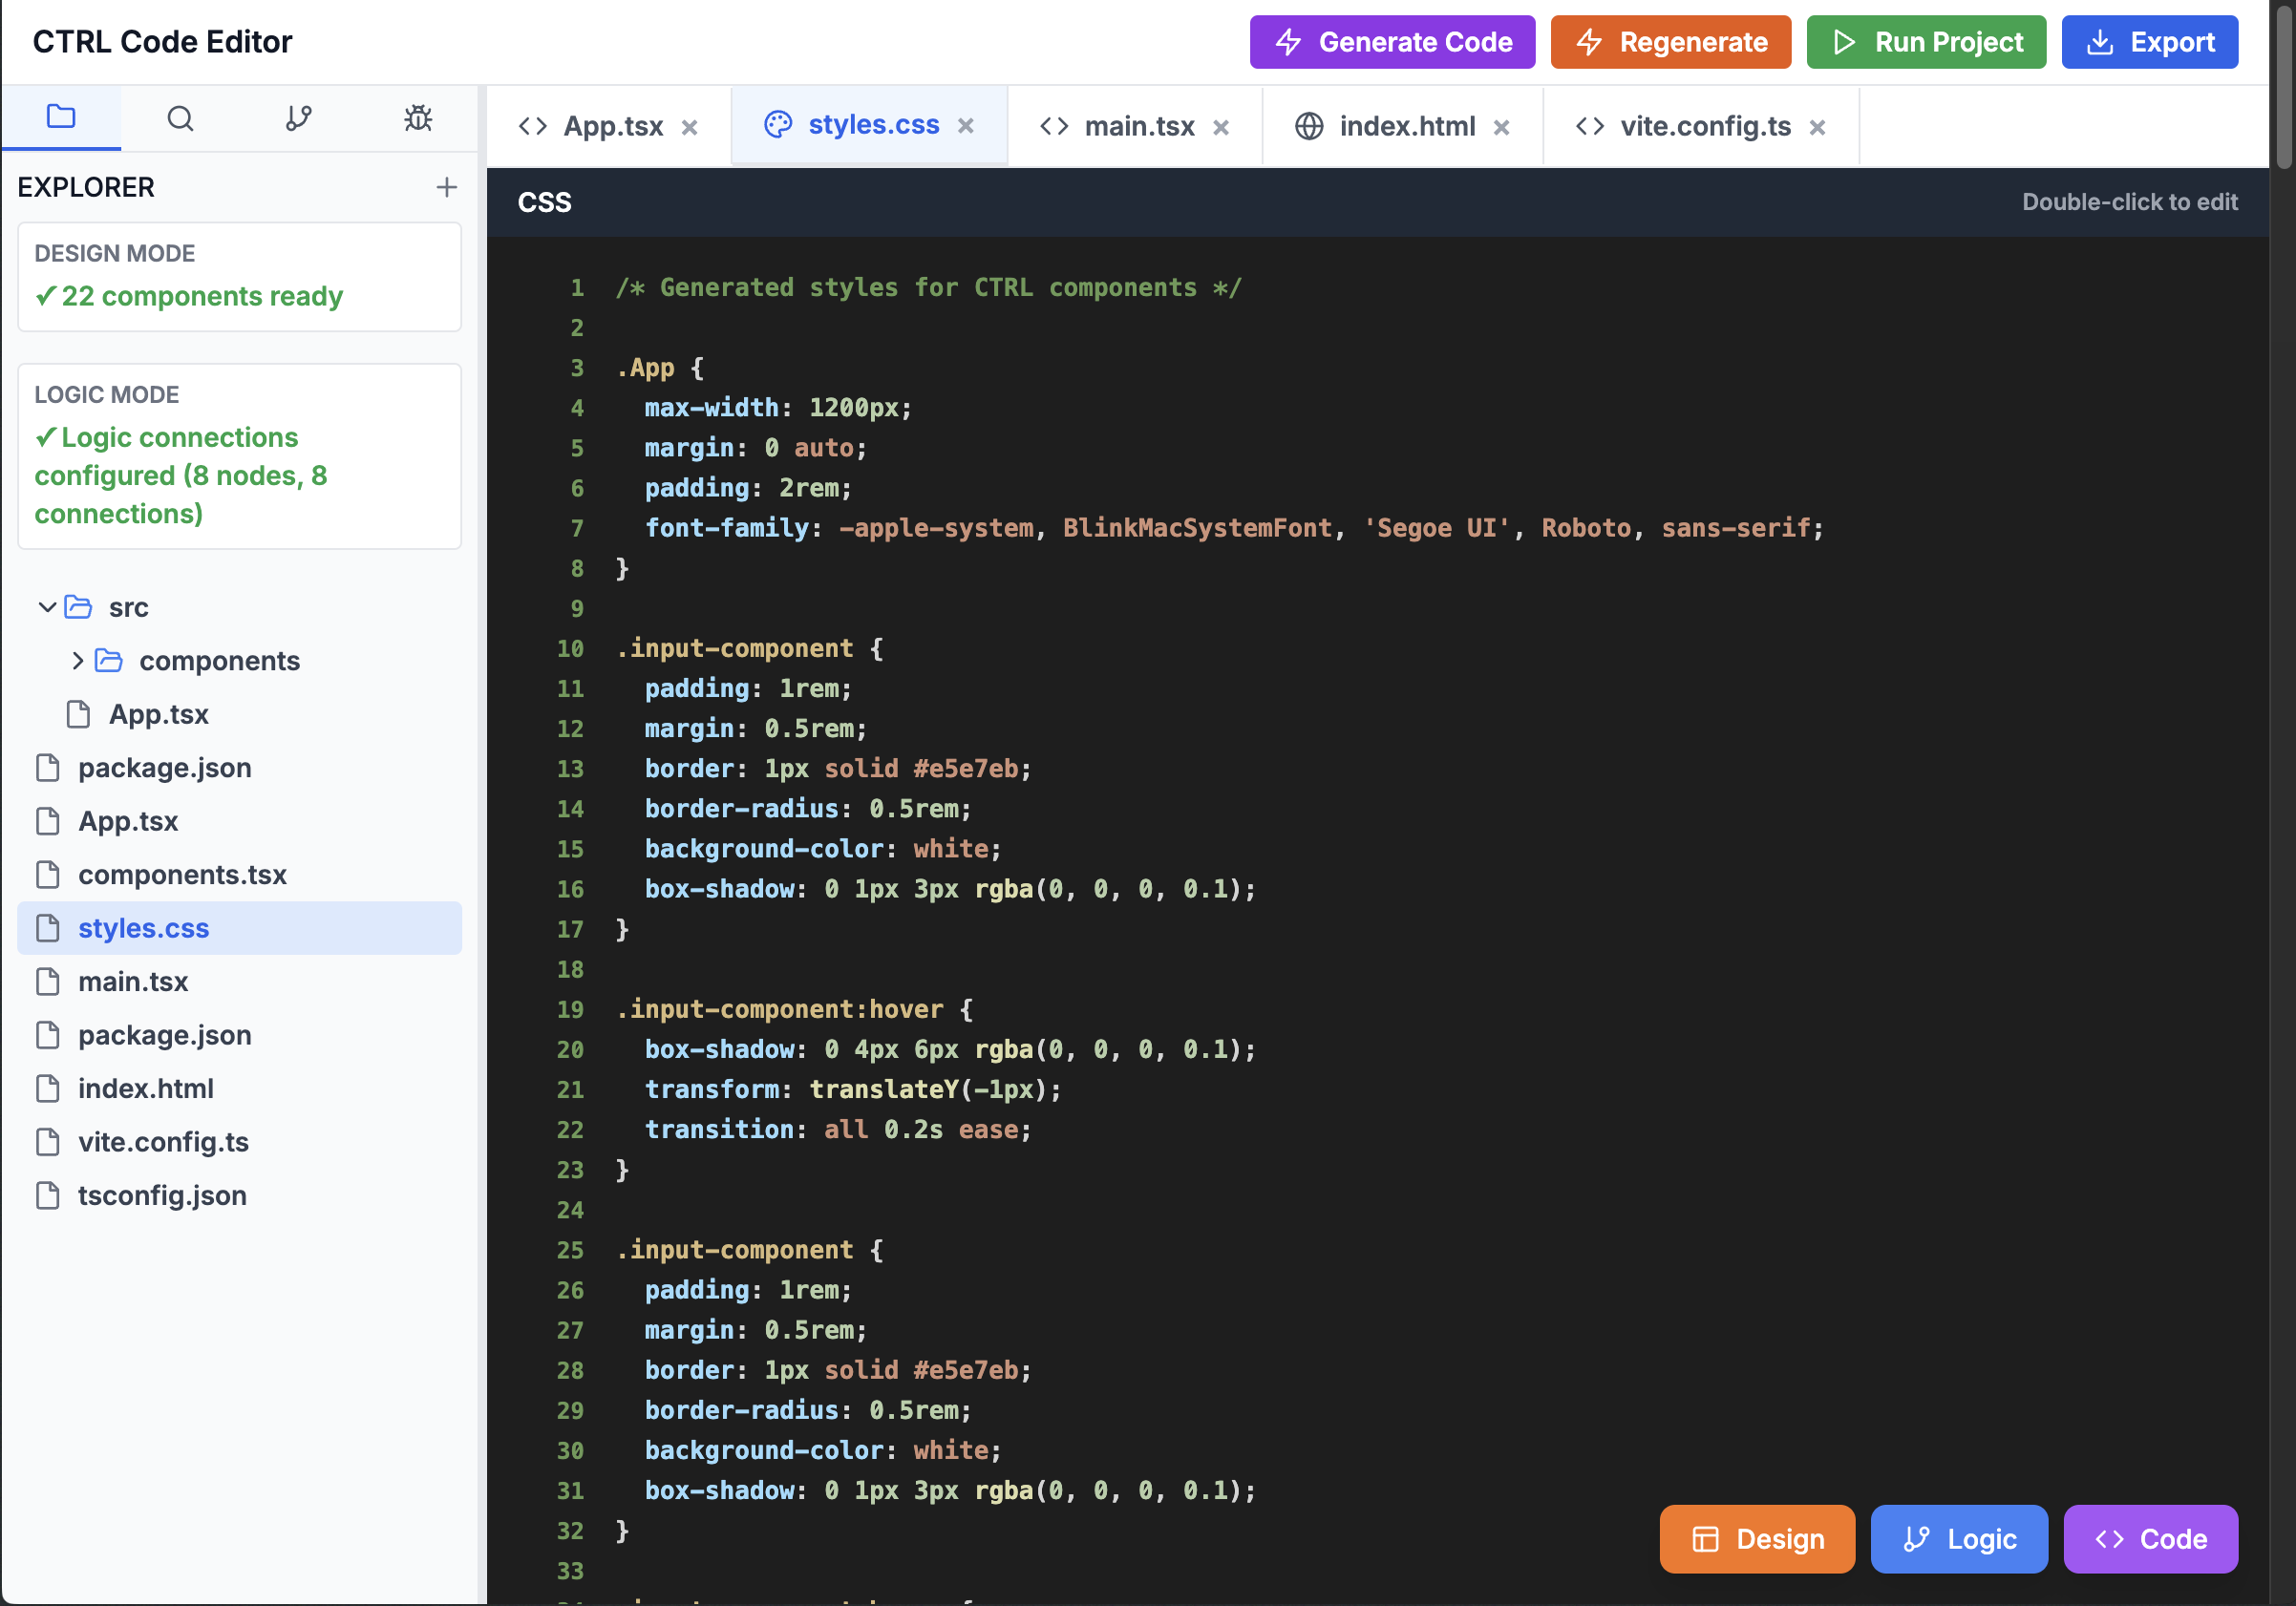 CTRL Code Editor
Generate Code
Regenerate
Run Project
Export
App.tsx
styles.css
main.tsx
index.html
vite.config.ts
EXPLORER
DESIGN MODE
✓ 22 components ready
LOGIC MODE
✓ Logic connections
configured (8 nodes, 8
connections)
src
components
App.tsx
package.json
App.tsx
components.tsx
styles.css
main.tsx
package.json
index.html
vite.config.ts
tsconfig.json
CSS
Double-click to edit
1 /* Generated styles for CTRL components */
2
3 .App {
4   max-width: 1200px;
5   margin: 0 auto;
6   padding: 2rem;
7   font-family: -apple-system, BlinkMacSystemFont, 'Segoe UI', Roboto, sans-serif;
8 }
9
10 .input-component {
11   padding: 1rem;
12   margin: 0.5rem;
13   border: 1px solid #e5e7eb;
14   border-radius: 0.5rem;
15   background-color: white;
16   box-shadow: 0 1px 3px rgba(0, 0, 0, 0.1);
17 }
18
19 .input-component:hover {
20   box-shadow: 0 4px 6px rgba(0, 0, 0, 0.1);
21   transform: translateY(-1px);
22   transition: all 0.2s ease;
23 }
24
25 .input-component {
26   padding: 1rem;
27   margin: 0.5rem;
28   border: 1px solid #e5e7eb;
29   border-radius: 0.5rem;
30   background-color: white;
31   box-shadow: 0 1px 3px rgba(0, 0, 0, 0.1);
32 }
33
Design
Logic
Code